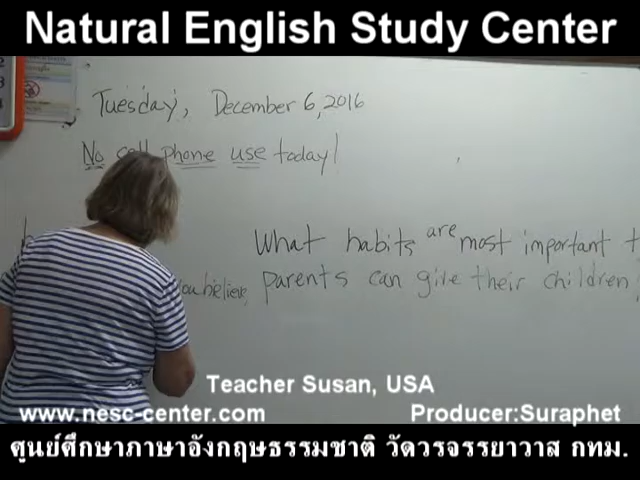 Natural English Study Center
Tuesday, December 6, 2016
No cell phone use today!
What habits are most important
you believe, parents can give their children
Teacher Susan, USA
www.nesc-center.com Producer:Suraphet
ศูนย์ศึกษาภาษาอังกฤษธรรมชาติ วัดวรจรรยาวาส กทม.